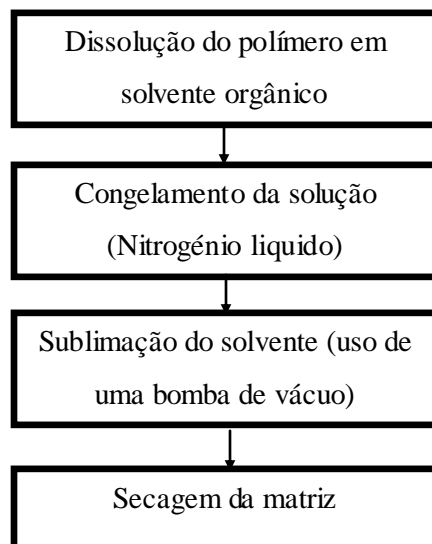 Dissolução do polímero em
solvente orgânico
Congelamento da solução
(Nitrogénio liquido)
Sublimação do solvente (uso de
uma bomba de vácuo)
Secagem da matriz